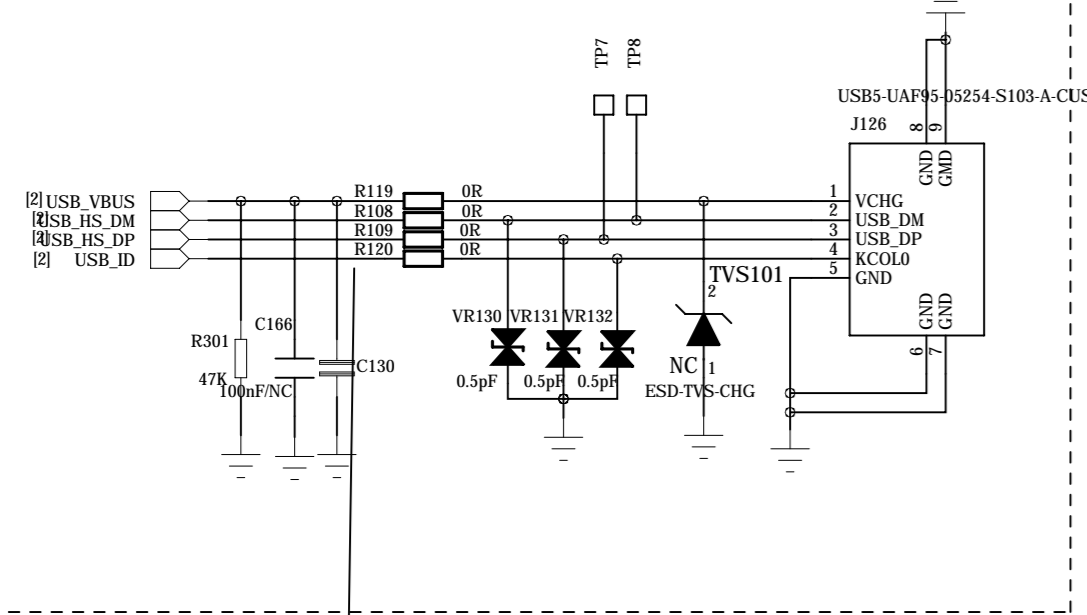 TP7
TP8
USB5-UAF95-05254-S103-A-CUS
J126
8
9
GND
GMD
[2] USB_VBUS
R119
0R
1
VCHG
[2]
USB_HS_DM
R108
0R
2
USB_DM
[2]
USB_HS_DP
R109
0R
3
USB_DP
[2]
USB_ID
R120
0R
4
KCOL0
5
GND
TVS101
2
GND
GND
6
7
VR130
VR131
VR132
C166
R301
C130
47K
100nF/NC
0.5pF
0.5pF
0.5pF
NC
1
ESD-TVS-CHG